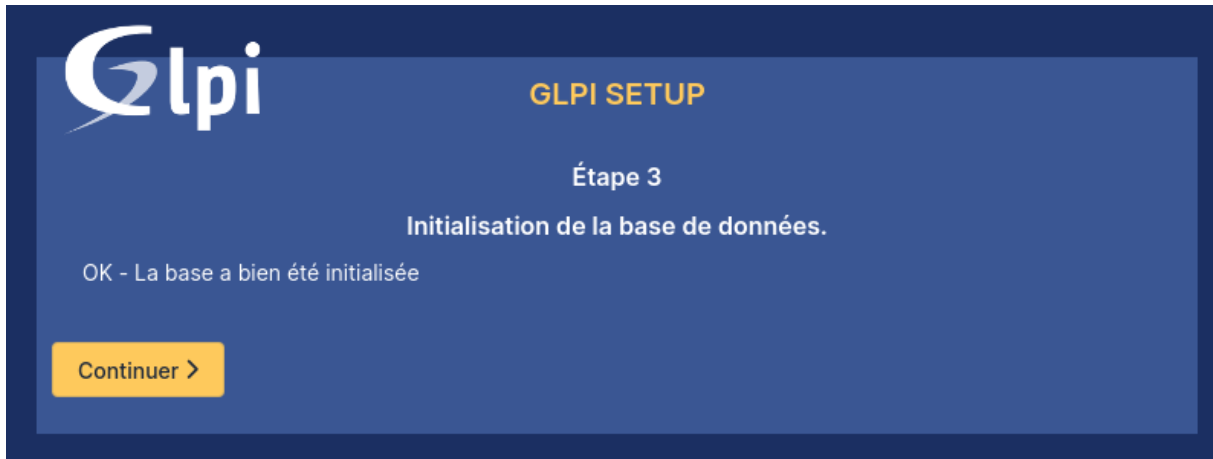 Glpi
GLPI SETUP
Étape 3
Initialisation de la base de données.
OK - La base a bien été initialisée
Continuer